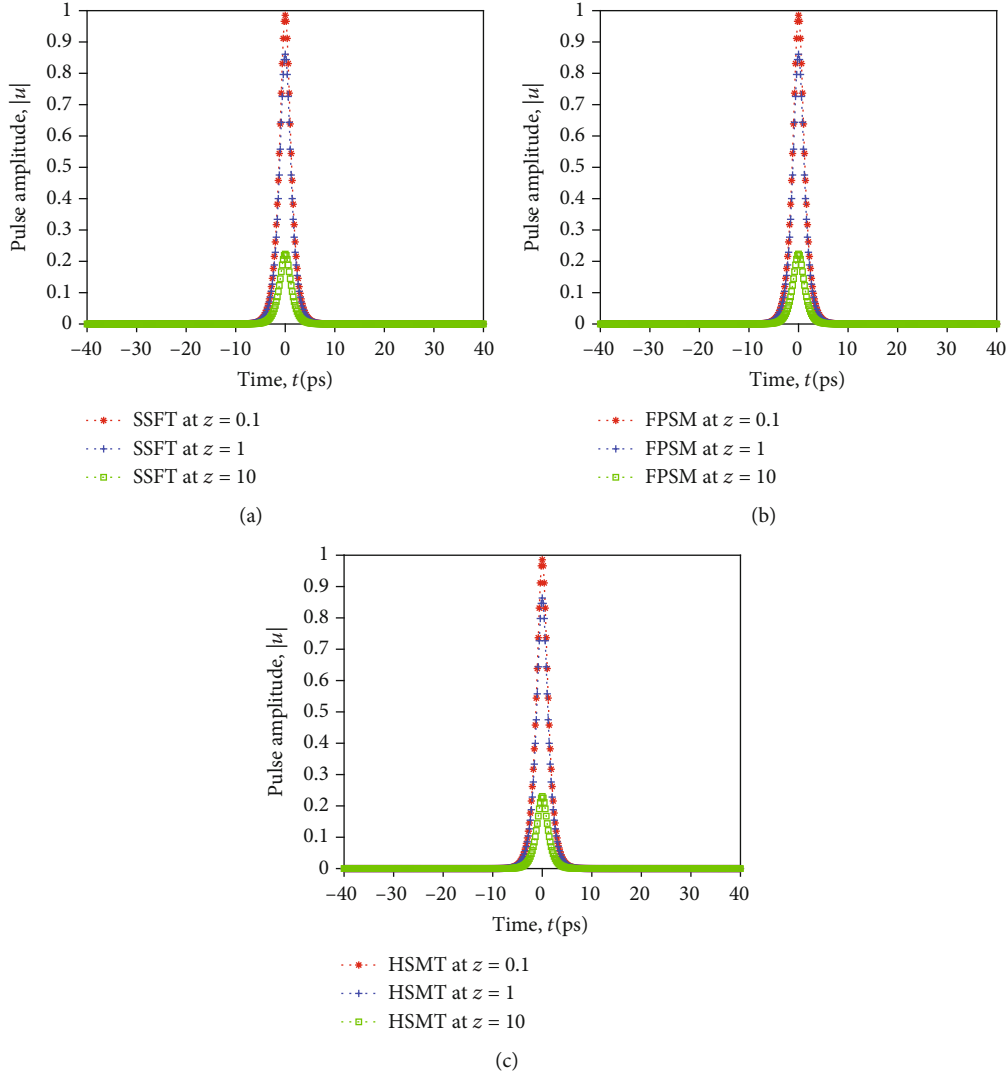 1
0.9
0.8
0.7
0.6
0.5
0.4
0.3
0.2
0.1
0
Pulse amplitude, |u|
−40 −30 −20 −10 0 10 20 30 40
Time, t(ps)
SSFT at z = 0.1
SSFT at z = 1
SSFT at z = 10
(a)
1
0.9
0.8
0.7
0.6
0.5
0.4
0.3
0.2
0.1
0
Pulse amplitude, |u|
−40 −30 −20 −10 0 10 20 30 40
Time, t(ps)
FPSM at z = 0.1
FPSM at z = 1
FPSM at z = 10
(b)
1
0.9
0.8
0.7
0.6
0.5
0.4
0.3
0.2
0.1
0
Pulse amplitude, |u|
−40 −30 −20 −10 0 10 20 30 40
Time, t(ps)
HSMT at z = 0.1
HSMT at z = 1
HSMT at z = 10
(c)